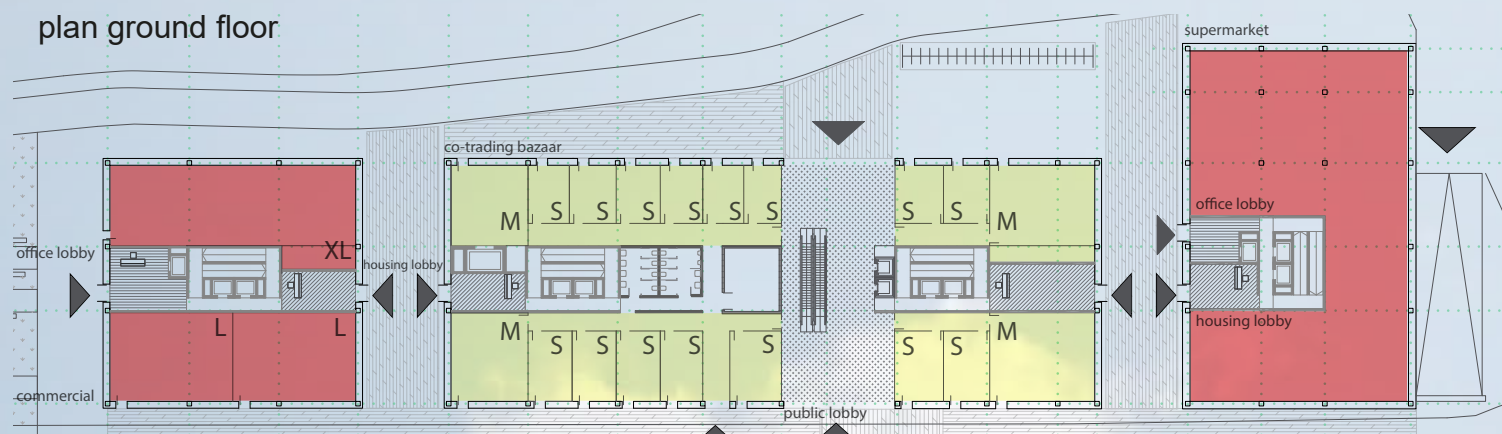 plan ground floor
supermarket
co-trading bazaar
M S S S S S S S S M
office lobby
office lobby
XL
housing lobby
L L M S S S S S S S M
housing lobby
commercial
public lobby